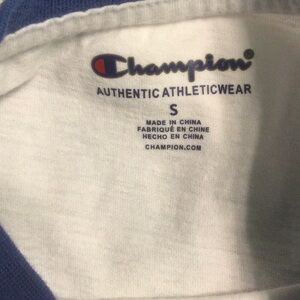 Champion
AUTHENTIC ATHLETICWEAR
S
MADE IN CHINA
FABRIQUÉ EN CHINE
HECHO EN CHINA
CHAMPION.COM